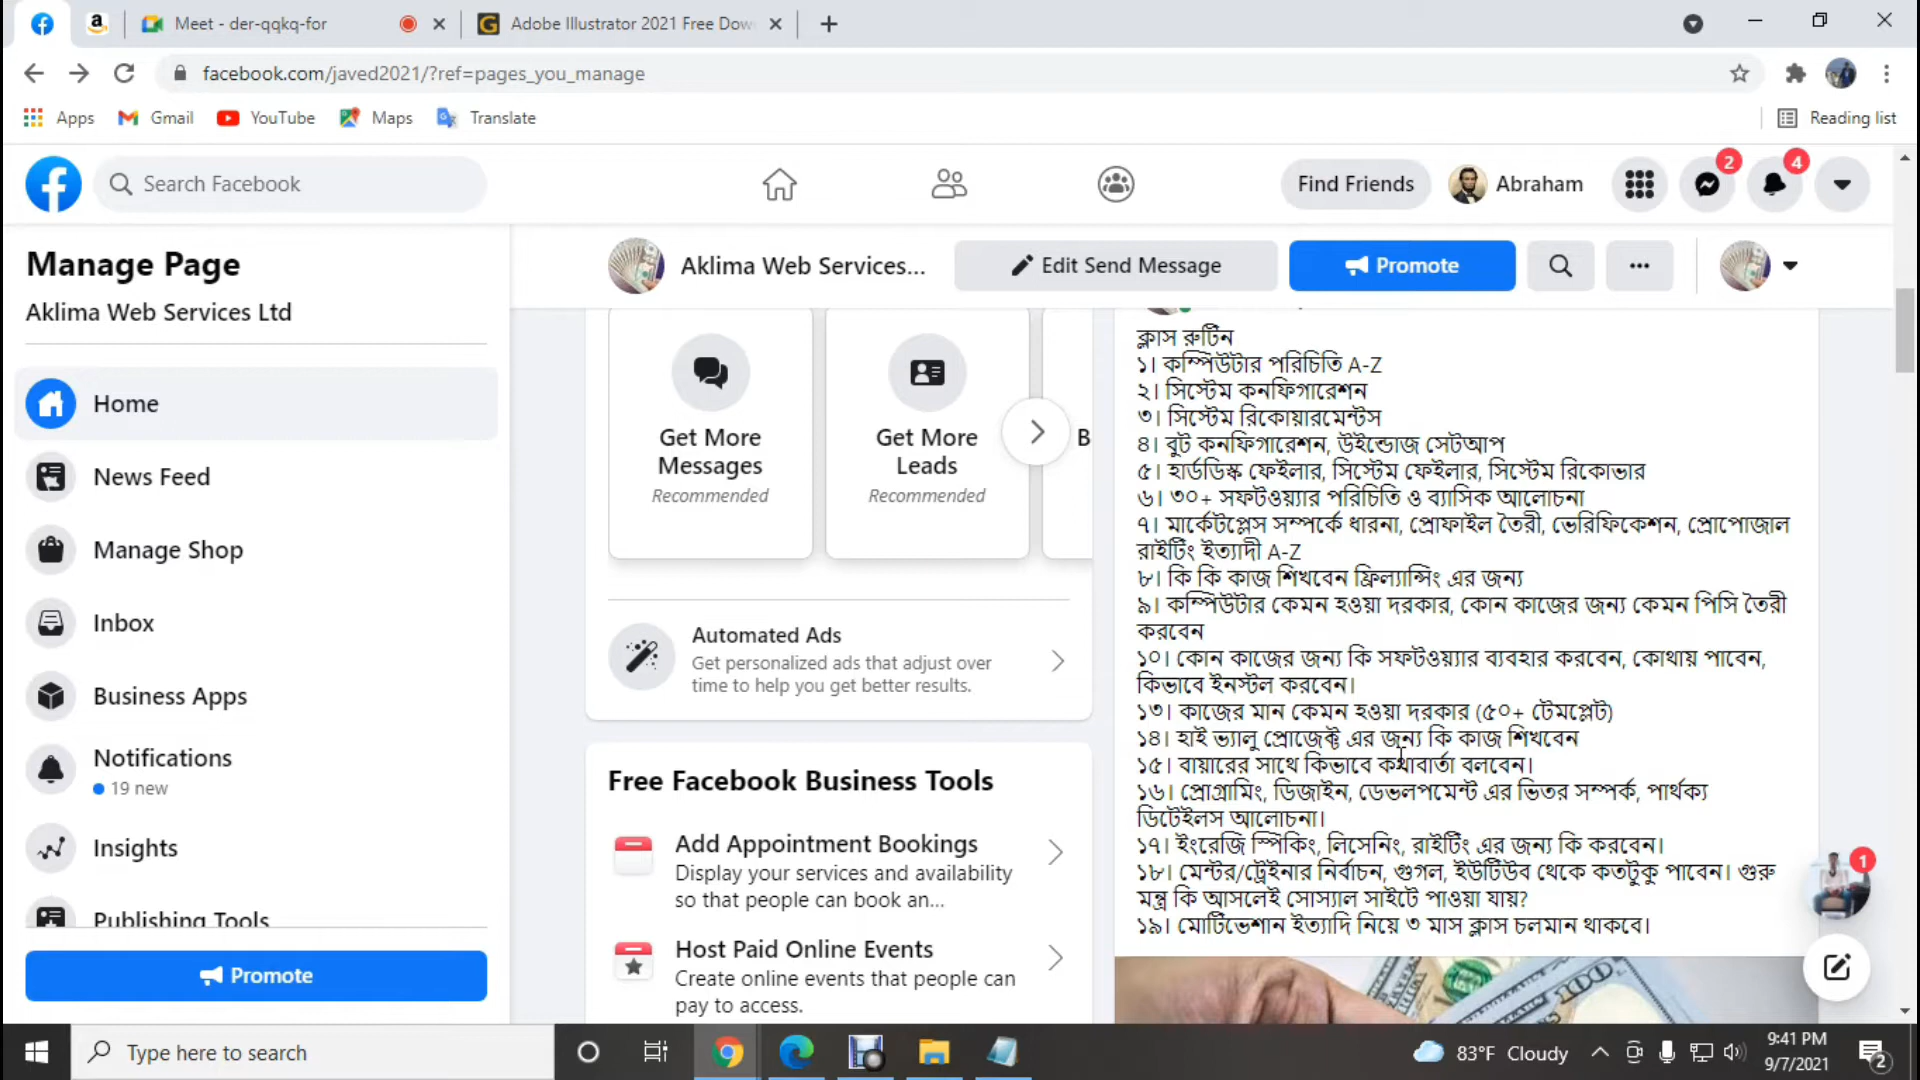 Meet - der-qqkq-for
Adobe Illustrator 2021 Free Dow
facebook.com/javed2021/?ref=pages_you_manage
Apps
Gmail
YouTube
Maps
Translate
Reading list
Search Facebook
Find Friends
Abraham
2
4
Manage Page
Aklima Web Services Ltd
Aklima Web Services...
Edit Send Message
Promote
Home
News Feed
Manage Shop
Inbox
Business Apps
Notifications
19 new
Insights
Publishing Tools
Promote
Get More
Messages
Recommended
Get More
Leads
Recommended
B
Automated Ads
Get personalized ads that adjust over
time to help you get better results.
Free Facebook Business Tools
Add Appointment Bookings
Display your services and availability
so that people can book an...
Host Paid Online Events
Create online events that people can
pay to access.
ক্লাস রুটিন
১। কম্পিউটার পরিচিতি A-Z
২। সিস্টেম কনফিগারেশন
৩। সিস্টেম রিকোয়ারমেন্টস
৪। বুট কনফিগারেশন, উইন্ডোজ সেটআপ
৫। হার্ডডিস্ক ফেইলার, সিস্টেম ফেইলার, সিস্টেম রিকোভার
৬। ৩০+ সফটওয়্যার পরিচিতি ও ব্যাসিক আলোচনা
৭। মার্কেটপ্লেস সম্পর্কে ধারনা, প্রোফাইল তৈরী, ভেরিফিকেশন, প্রোপোজাল
রাইটিং ইত্যাদী A-Z
৮। কি কি কাজ শিখবেন ফ্রিল্যান্সিং এর জন্য
৯। কম্পিউটার কেমন হওয়া দরকার, কোন কাজের জন্য কেমন পিসি তৈরী
করবেন
১০। কোন কাজের জন্য কি সফটওয়্যার ব্যবহার করবেন, কোথায় পাবেন,
কিভাবে ইনস্টল করবেন।
১৩। কাজের মান কেমন হওয়া দরকার (৫০+ টেমপ্লেট)
১৪। হাই ভ্যালু প্রোজেক্ট এর জন্য কি কাজ শিখবেন
১৫। বায়ারের সাথে কিভাবে কথাবার্তা বলবেন।
১৬। প্রোগ্রামিং, ডিজাইন, ডেভলপমেন্ট এর ভিতর সম্পর্ক, পার্থক্য
ডিটেইলস আলোচনা।
১৭। ইংরেজি স্পিকিং, লিসেনিং, রাইটিং এর জন্য কি করবেন।
১৮। মেন্টর/ট্রেইনার নির্বাচন, গুগল, ইউটিউব থেকে কতটুকু পাবেন। গুরু
মন্ত্র কি আসলেই সোস্যাল সাইটে পাওয়া যায়?
১৯। মোটিভেশান ইত্যাদি নিয়ে ৩ মাস ক্লাস চলমান থাকবে।
1
100
Type here to search
83°F Cloudy
9:41 PM
9/7/2021
2